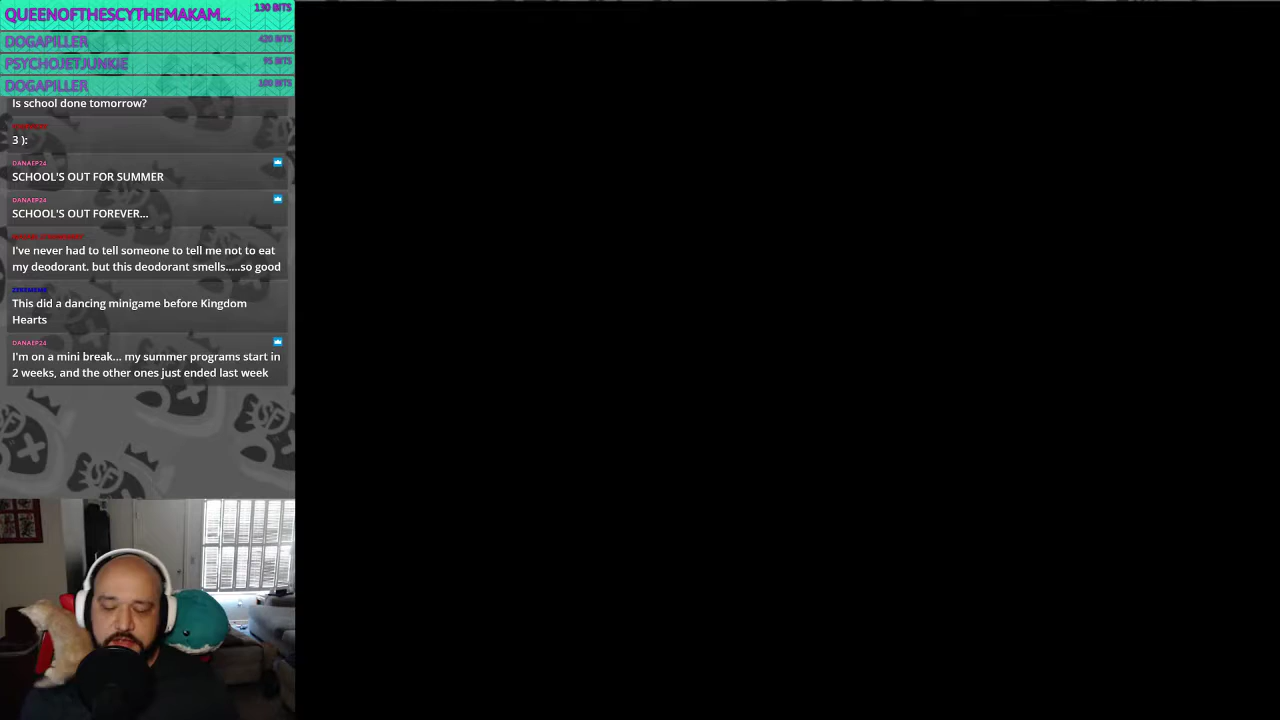 QUEENOFTHESCYTHEMAKAM...
130 BITS
DOGAPILLER
420 BITS
PSYCHOJETJUNKIE
95 BITS
DOGAPILLER
100 BITS
Is school done tomorrow?
3 ):
DANAEP24
SCHOOL'S OUT FOR SUMMER
DANAEP24
SCHOOL'S OUT FOREVER...
I've never had to tell someone to tell me not to eat
my deodorant. but this deodorant smells.....so good
This did a dancing minigame before Kingdom
Hearts
DANAEP24
I'm on a mini break... my summer programs start in
2 weeks, and the other ones just ended last week